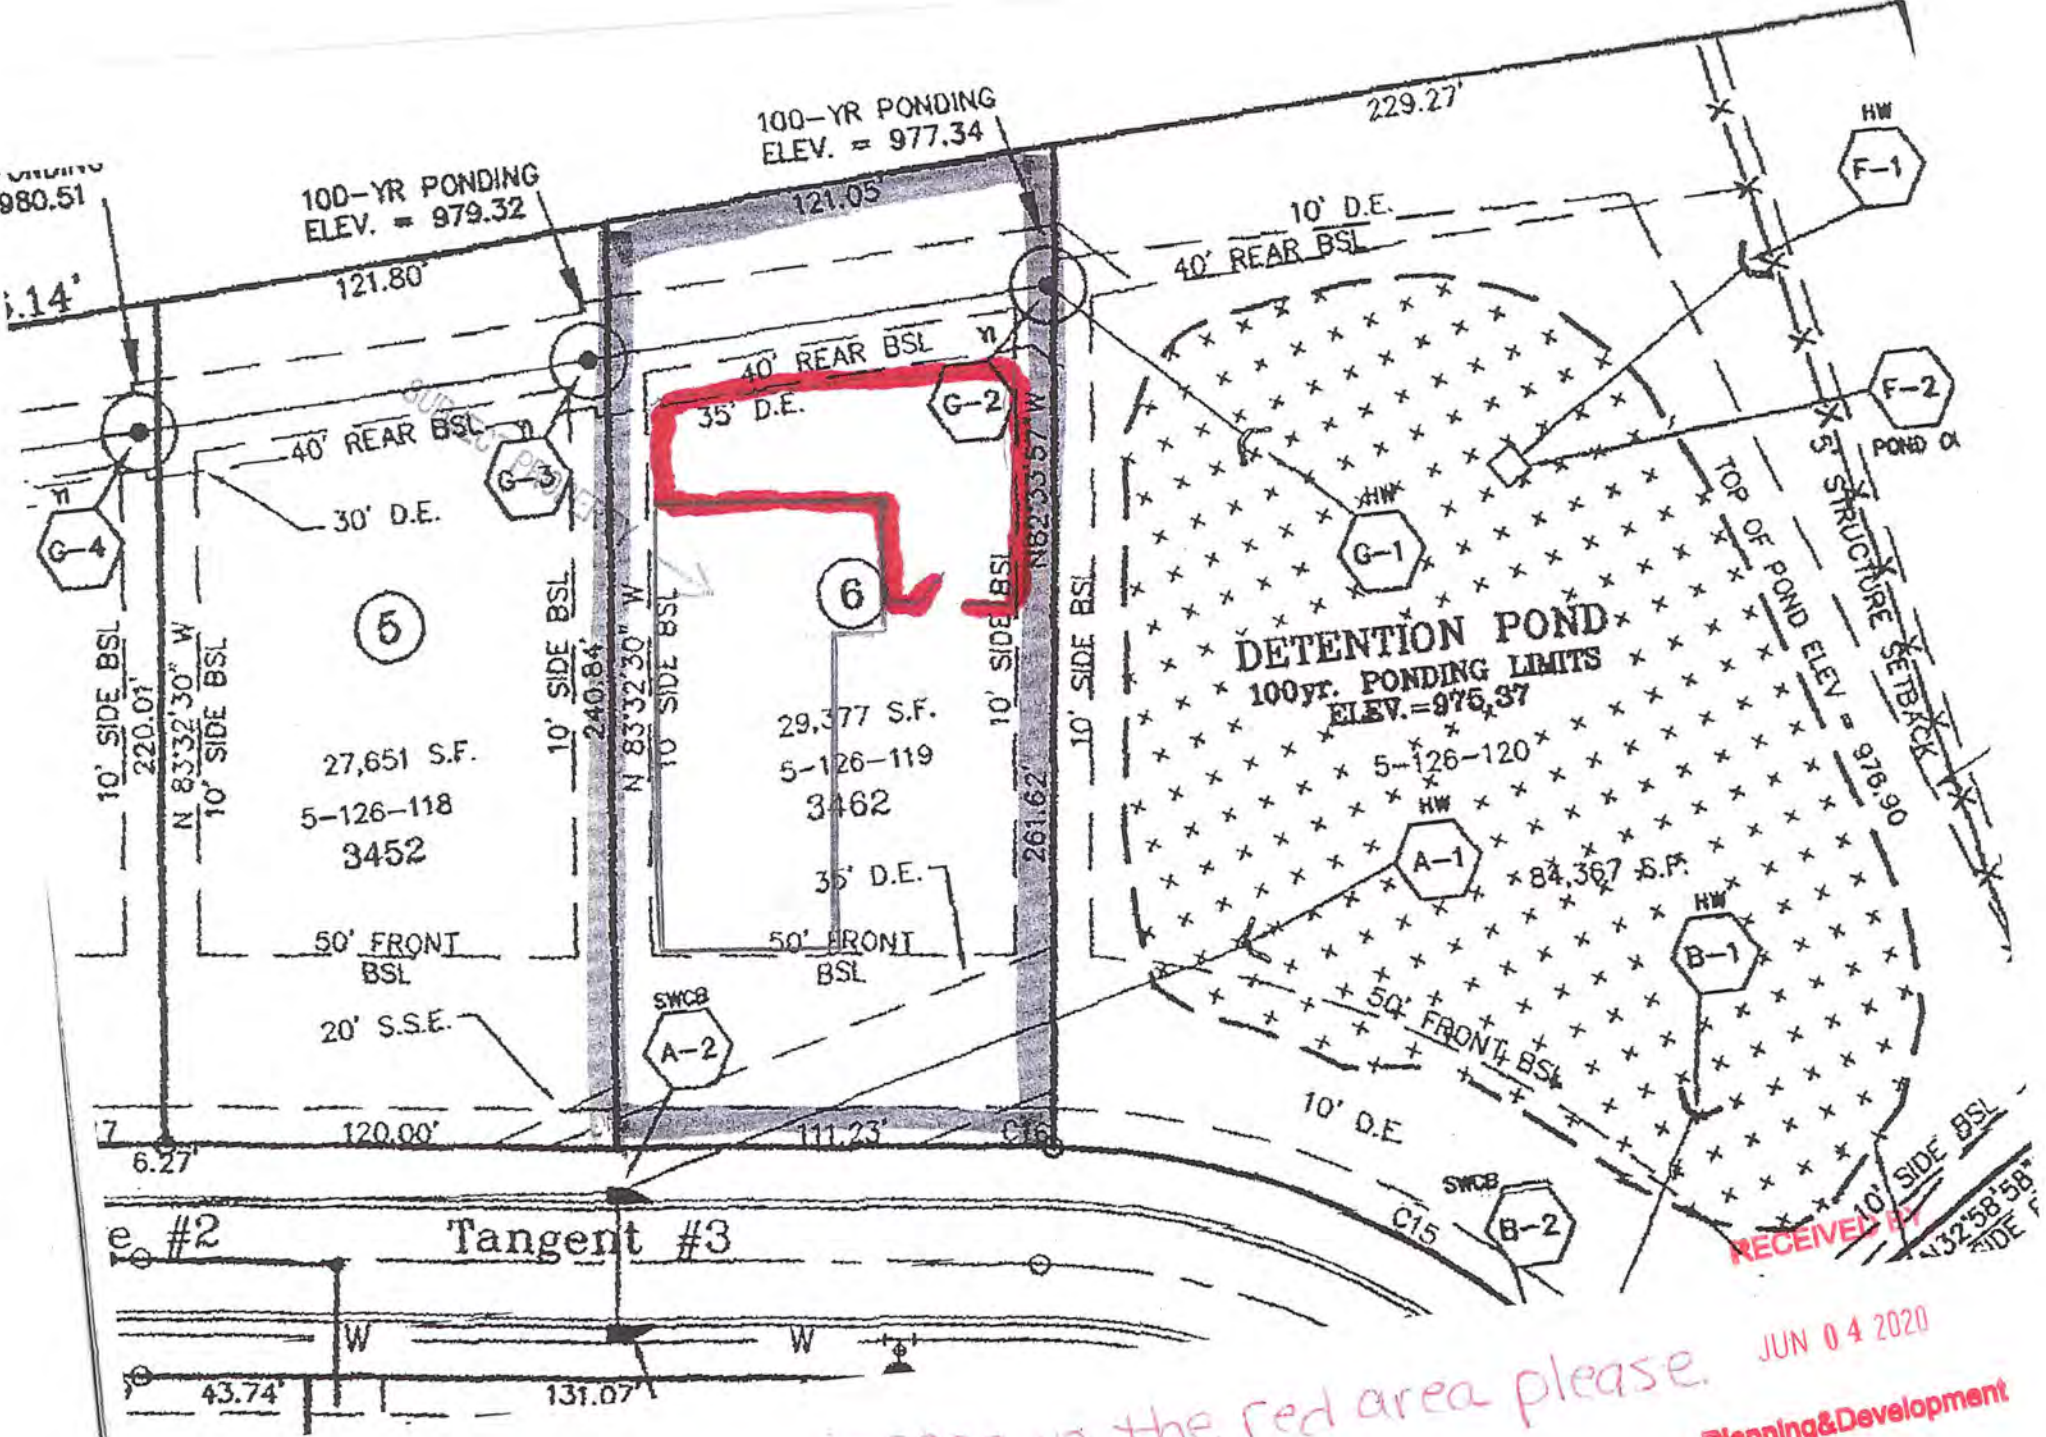 100-YR PONDING
ELEV. = 977.34
229.27'
HW
F-1
980.51
100-YR PONDING
ELEV. = 979.32
121.05'
10' D.E.
40' REAR BSL
121.80'
40' REAR BSL
35' D.E.
G-2
F-2
POND
40' REAR BSL
G-3
30' D.E.
G-4
HW
G-1
TOP OF POND ELEV = 976.90
5' STRUCTURE SETBACK
5
6
10' SIDE BSL
220.01'
N 83°32'30" W
10' SIDE BSL
10' SIDE BSL
240.84'
N 83°32'30" W
10' SIDE BSL
10' SIDE BSL
N82°33'57"W
261.62'
10' SIDE BSL
DETENTION POND
100yr. PONDING LIMITS
ELEV.=975.37
27,651 S.F.
5-126-118
3452
29,377 S.F.
5-126-119
3462
5-126-120
HW
A-1
84,367 S.F.
HW
B-1
35' D.E.
50' FRONT
BSL
50' FRONT
BSL
50' FRONT BSL
20' S.S.E.
SWCB
A-2
10' D.E.
120.00'
111.23'
C16
6.27'
SWCB
B-2
C15
10' SIDE BSL
N32°58'58"
e #2
Tangent #3
RECEIVED BY
W
W
JUN 04 2020
43.74'
131.07'
the red area please.
Planning&Development